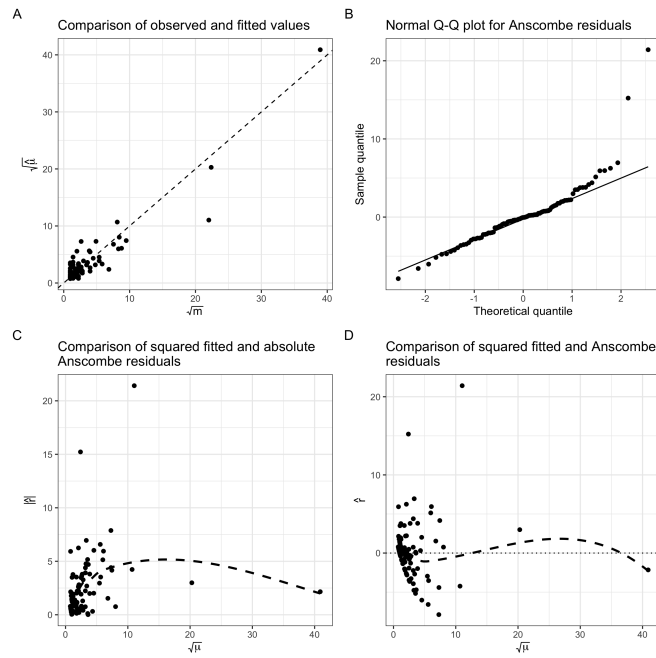 A
Comparison of observed and fitted values
40
30
20
10
0
√μ̂
0 10 20 30 40
√m
B
Normal Q-Q plot for Anscombe residuals
20
10
0
Sample quantile
-2 -1 0 1 2
Theoretical quantile
C
Comparison of squared fitted and absolute
Anscombe residuals
20
15
10
5
0
|r̂|
0 10 20 30 40
√μ
D
Comparison of squared fitted and Anscombe
residuals
20
10
0
r̂
0 10 20 30 40
√μ